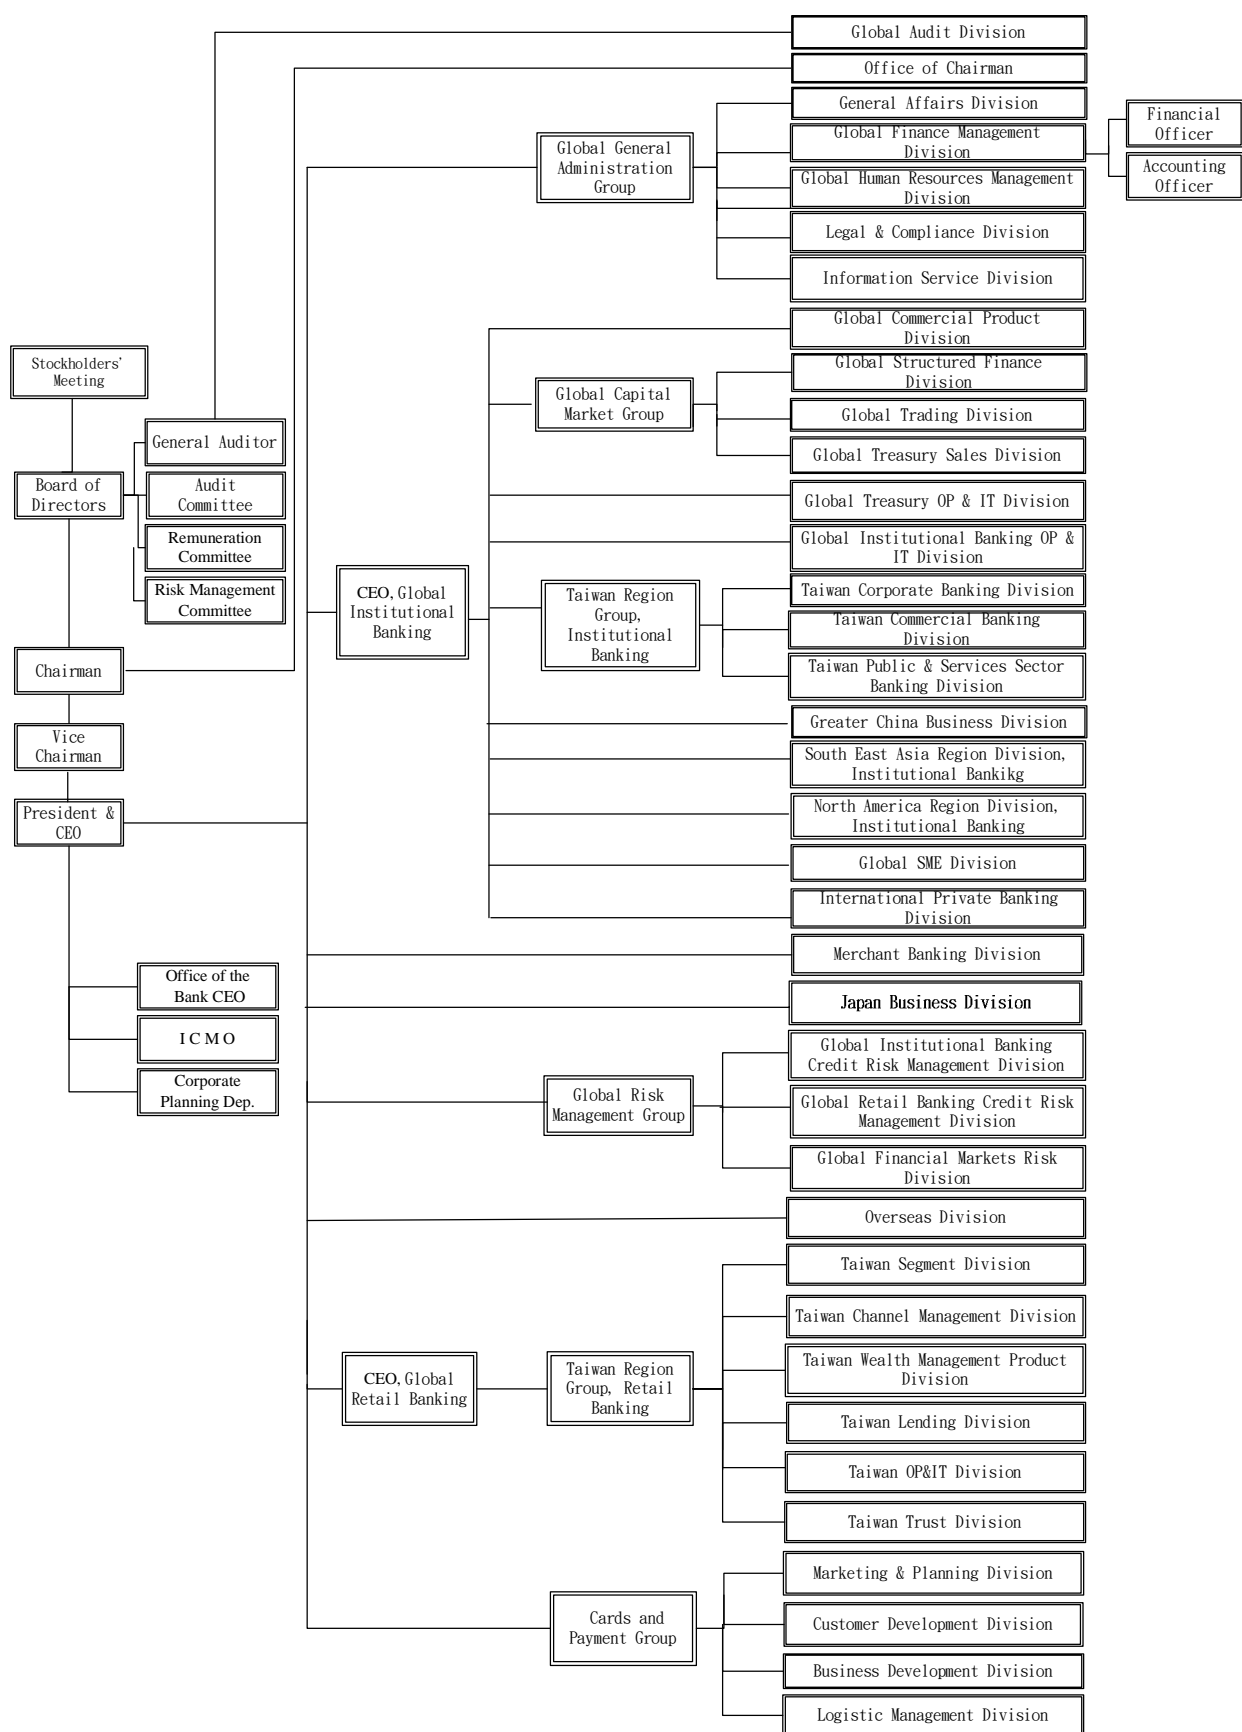 Global Audit Division
Office of Chairman
General Affairs Division
Global Finance Management
Division
Financial
Officer
Accounting
Officer
Global General
Administration
Group
Global Human Resources Management
Division
Legal & Compliance Division
Information Service Division
Global Commercial Product
Division
Stockholders'
Meeting
Global Structured Finance
Division
Global Capital
Market Group
Global Trading Division
Global Treasury Sales Division
General Auditor
Board of
Directors
Audit
Committee
Remuneration
Committee
Risk Management
Committee
Global Treasury OP & IT Division
Global Institutional Banking OP &
IT Division
CEO, Global
Institutional
Banking
Taiwan Region
Group,
Institutional
Banking
Taiwan Corporate Banking Division
Taiwan Commercial Banking
Division
Taiwan Public & Services Sector
Banking Division
Chairman
Vice
Chairman
President &
CEO
Greater China Business Division
South East Asia Region Division,
Institutional Bankikg
North America Region Division,
Institutional Banking
Global SME Division
International Private Banking
Division
Merchant Banking Division
Office of the
Bank CEO
I C M O
Corporate
Planning Dep.
Japan Business Division
Global Risk
Management Group
Global Institutional Banking
Credit Risk Management Division
Global Retail Banking Credit Risk
Management Division
Global Financial Markets Risk
Division
Overseas Division
CEO, Global
Retail Banking
Taiwan Region
Group, Retail
Banking
Taiwan Segment Division
Taiwan Channel Management Division
Taiwan Wealth Management Product
Division
Taiwan Lending Division
Taiwan OP&IT Division
Taiwan Trust Division
Cards and
Payment Group
Marketing & Planning Division
Customer Development Division
Business Development Division
Logistic Management Division